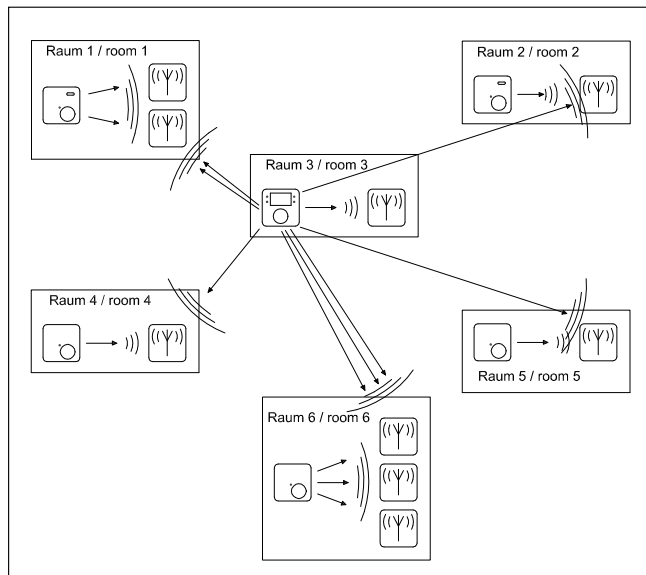 Raum 1 / room 1
Raum 2 / room 2
Raum 3 / room 3
Raum 4 / room 4
Raum 5 / room 5
Raum 6 / room 6